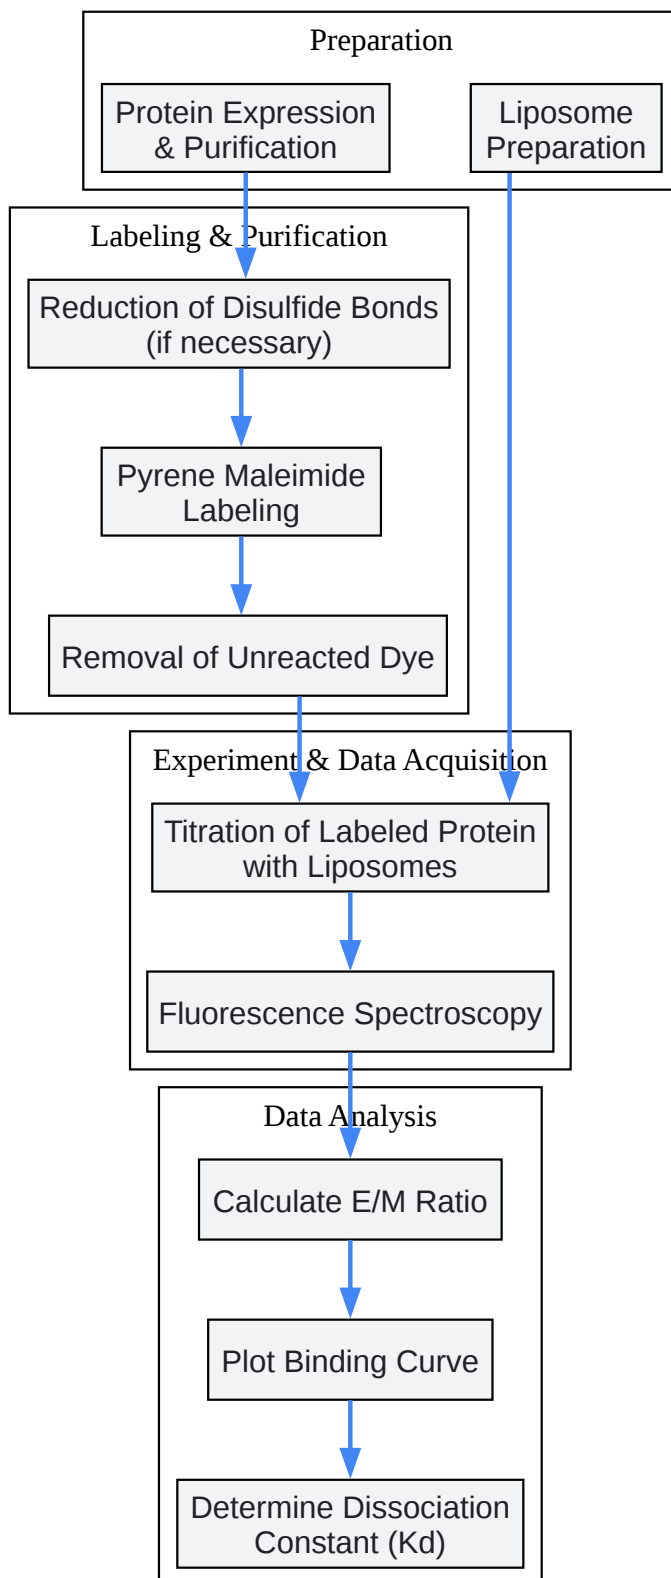 Preparation
Protein Expression
& Purification
Liposome
Preparation
Labeling & Purification
Reduction of Disulfide Bonds
(if necessary)
Pyrene Maleimide
Labeling
Removal of Unreacted Dye
Experiment & Data Acquisition
Titration of Labeled Protein
with Liposomes
Fluorescence Spectroscopy
Data Analysis
Calculate E/M Ratio
Plot Binding Curve
Determine Dissociation
Constant (Kd)